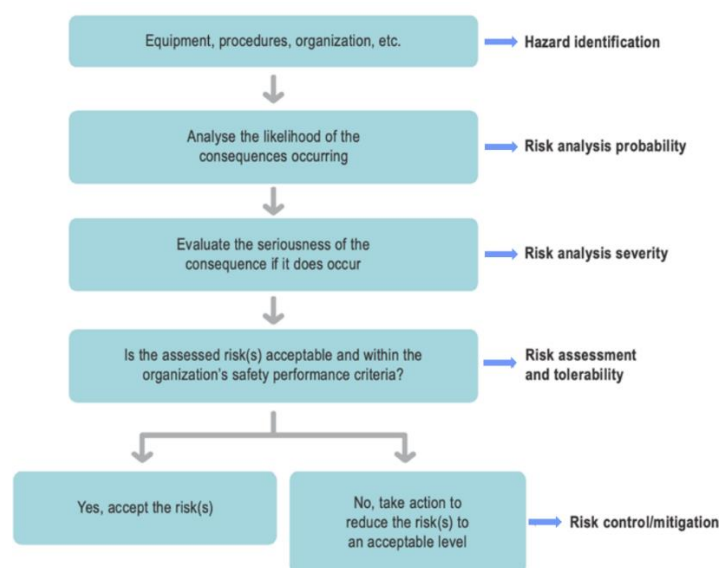 Equipment, procedures, organization, etc.
Hazard identification
Analyse the likelihood of the
consequences occurring
Risk analysis probability
Evaluate the seriousness of the
consequence if it does occur
Risk analysis severity
Is the assessed risk(s) acceptable and within the
organization's safety performance criteria?
Risk assessment
and tolerability
Yes, accept the risk(s)
No, take action to
reduce the risk(s) to
an acceptable level
Risk control/mitigation